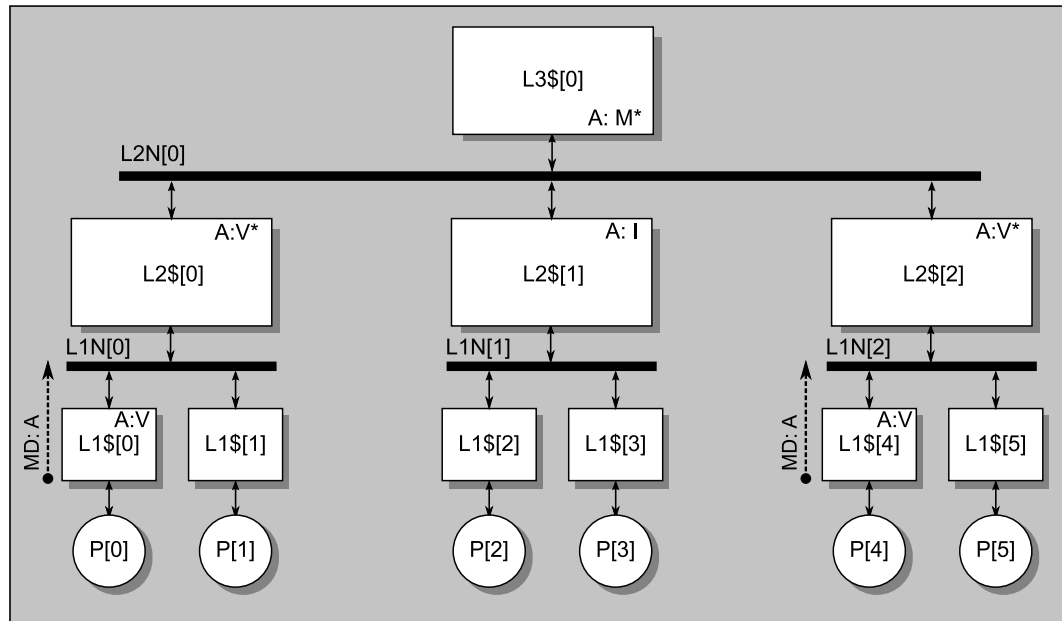 L3$[0]
A: M*
L2N[0]
A:V*
L2$[0]
A: I
L2$[1]
A:V*
L2$[2]
L1N[0]
L1N[1]
L1N[2]
MD: A
A:V
L1$[0]
L1$[1]
L1$[2]
L1$[3]
MD: A
A:V
L1$[4]
L1$[5]
P[0]
P[1]
P[2]
P[3]
P[4]
P[5]